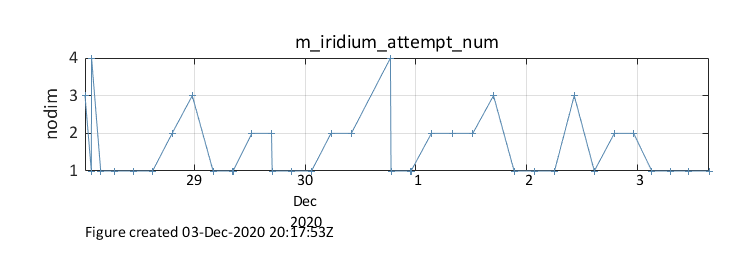 m_iridium_attempt_num
4
3
2
1
nodim
29 30 1 2 3
Dec
2020
Figure created 03-Dec-2020 20:17:53Z